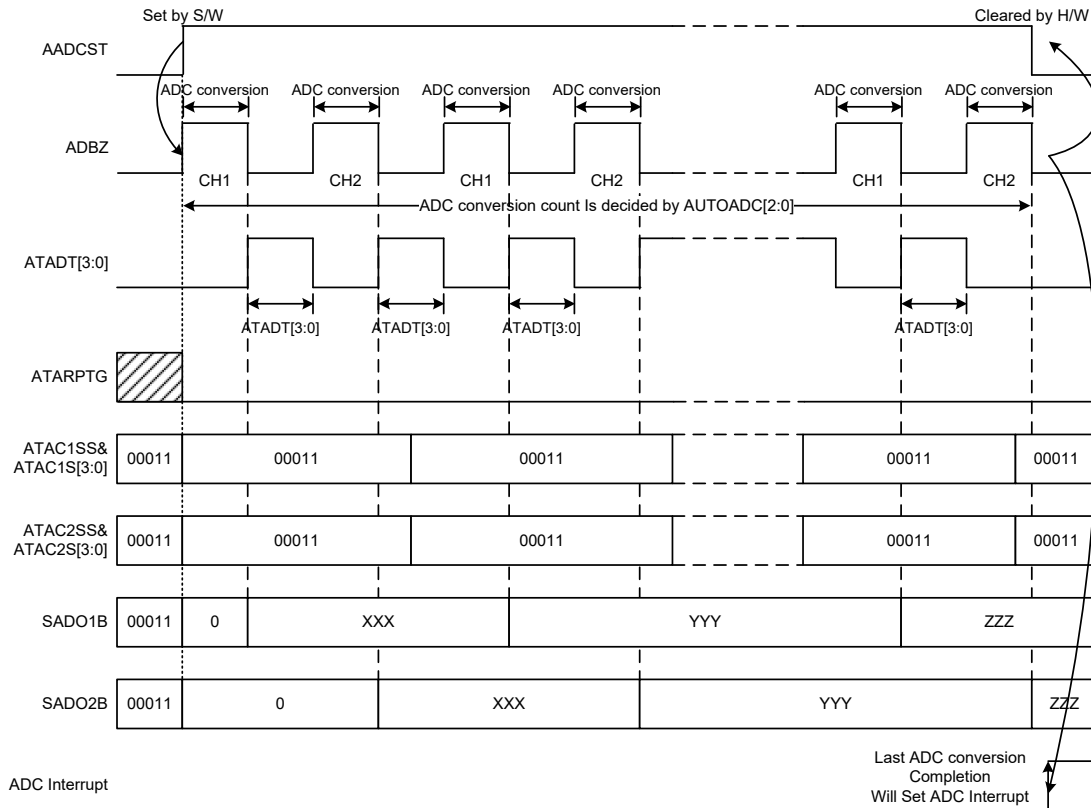 Set by S/W
Cleared by H/W
AADCST
ADC conversion ADC conversion ADC conversion ADC conversion ADC conversion ADC conversion
ADBZ
CH1 CH2 CH1 CH2 CH1 CH2
ADC conversion count Is decided by AUTOADC[2:0]
ATADT[3:0]
ATADT[3:0] ATADT[3:0] ATADT[3:0] ATADT[3:0]
ATARPTG
ATAC1SS&
ATAC1S[3:0]
00011 00011 00011 00011 00011
ATAC2SS&
ATAC2S[3:0]
00011 00011 00011 00011 00011
SADO1B 00011 0 XXX YYY ZZZ
SADO2B 00011 0 XXX YYY ZZZ
ADC Interrupt
Last ADC conversion
Completion
Will Set ADC Interrupt